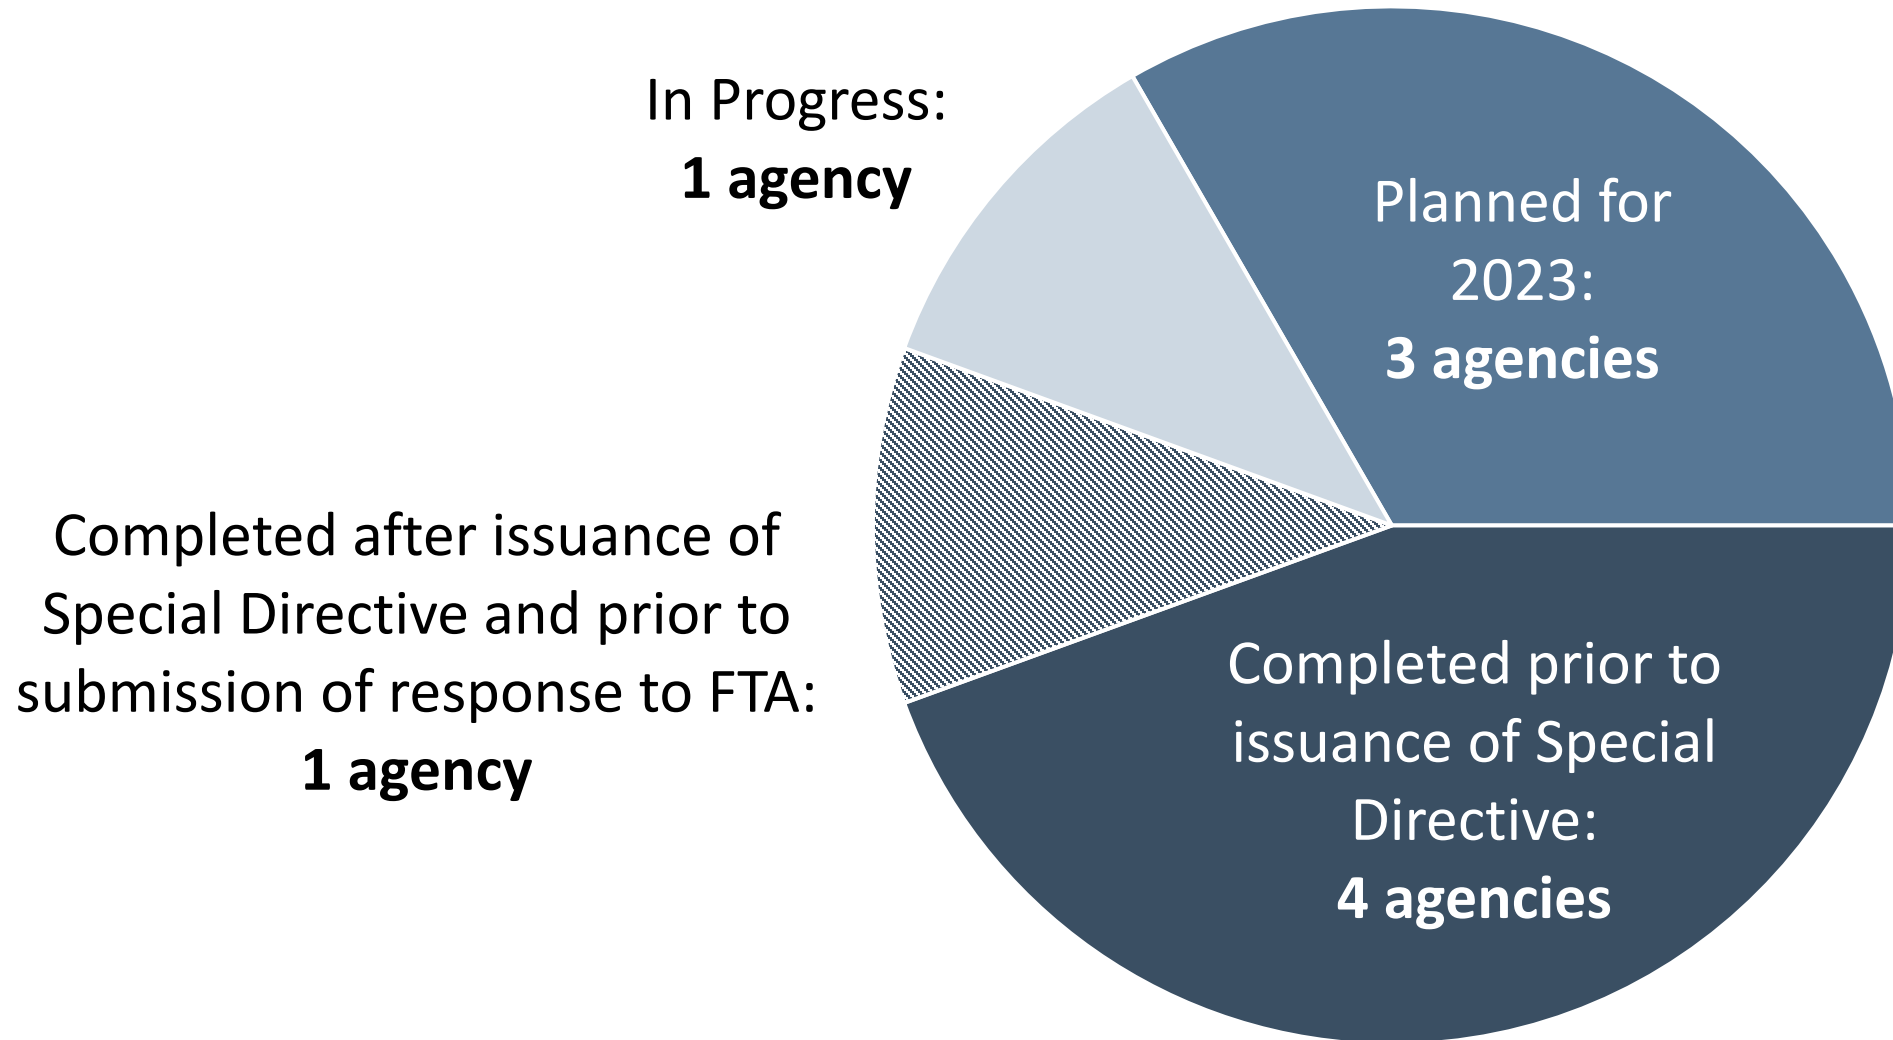 In Progress:
1 agency
Planned for
2023:
3 agencies
Completed after issuance of
Special Directive and prior to
submission of response to FTA:
1 agency
Completed prior to
issuance of Special
Directive:
4 agencies